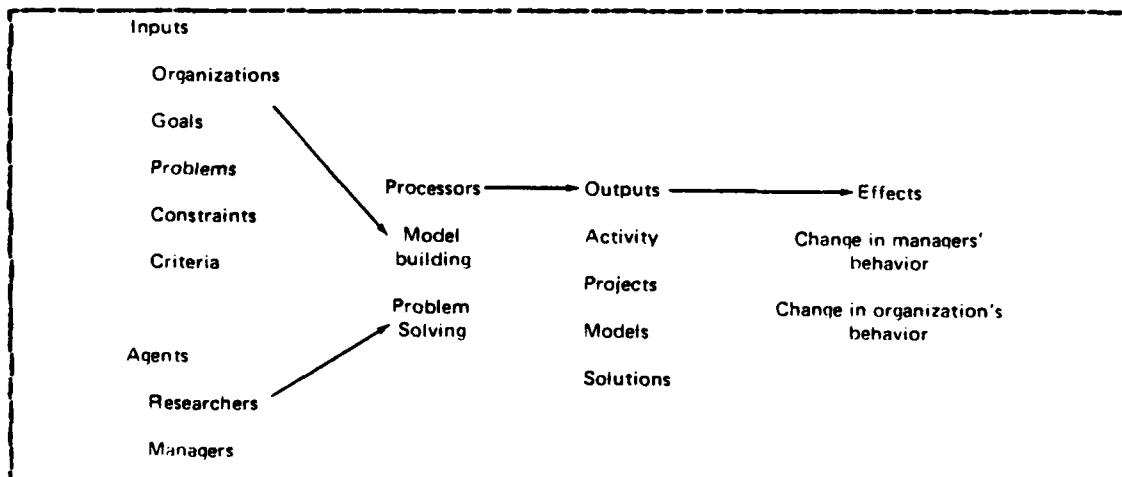 Inputs
Organizations
Goals
Problems
Constraints
Criteria
Agents
Researchers
Managers
Processors
Model
building
Problem
Solving
Outputs
Activity
Projects
Models
Solutions
Effects
Change in managers'
behavior
Change in organization's
behavior